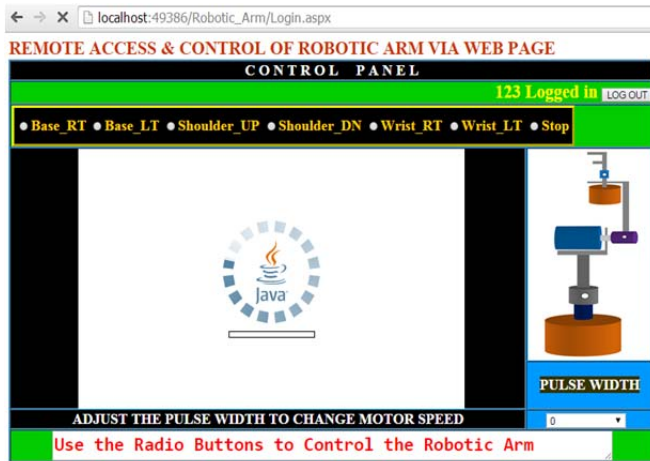 localhost:49386/Robotic_Arm/Login.aspx
REMOTE ACCESS & CONTROL OF ROBOTIC ARM VIA WEB PAGE
CONTROL PANEL
123 Logged in LOG OUT
Base_RT Base_LT Shoulder_UP Shoulder_DN Wrist_RT Wrist_LT Stop
Java
PULSE WIDTH
ADJUST THE PULSE WIDTH TO CHANGE MOTOR SPEED 0
Use the Radio Buttons to Control the Robotic Arm